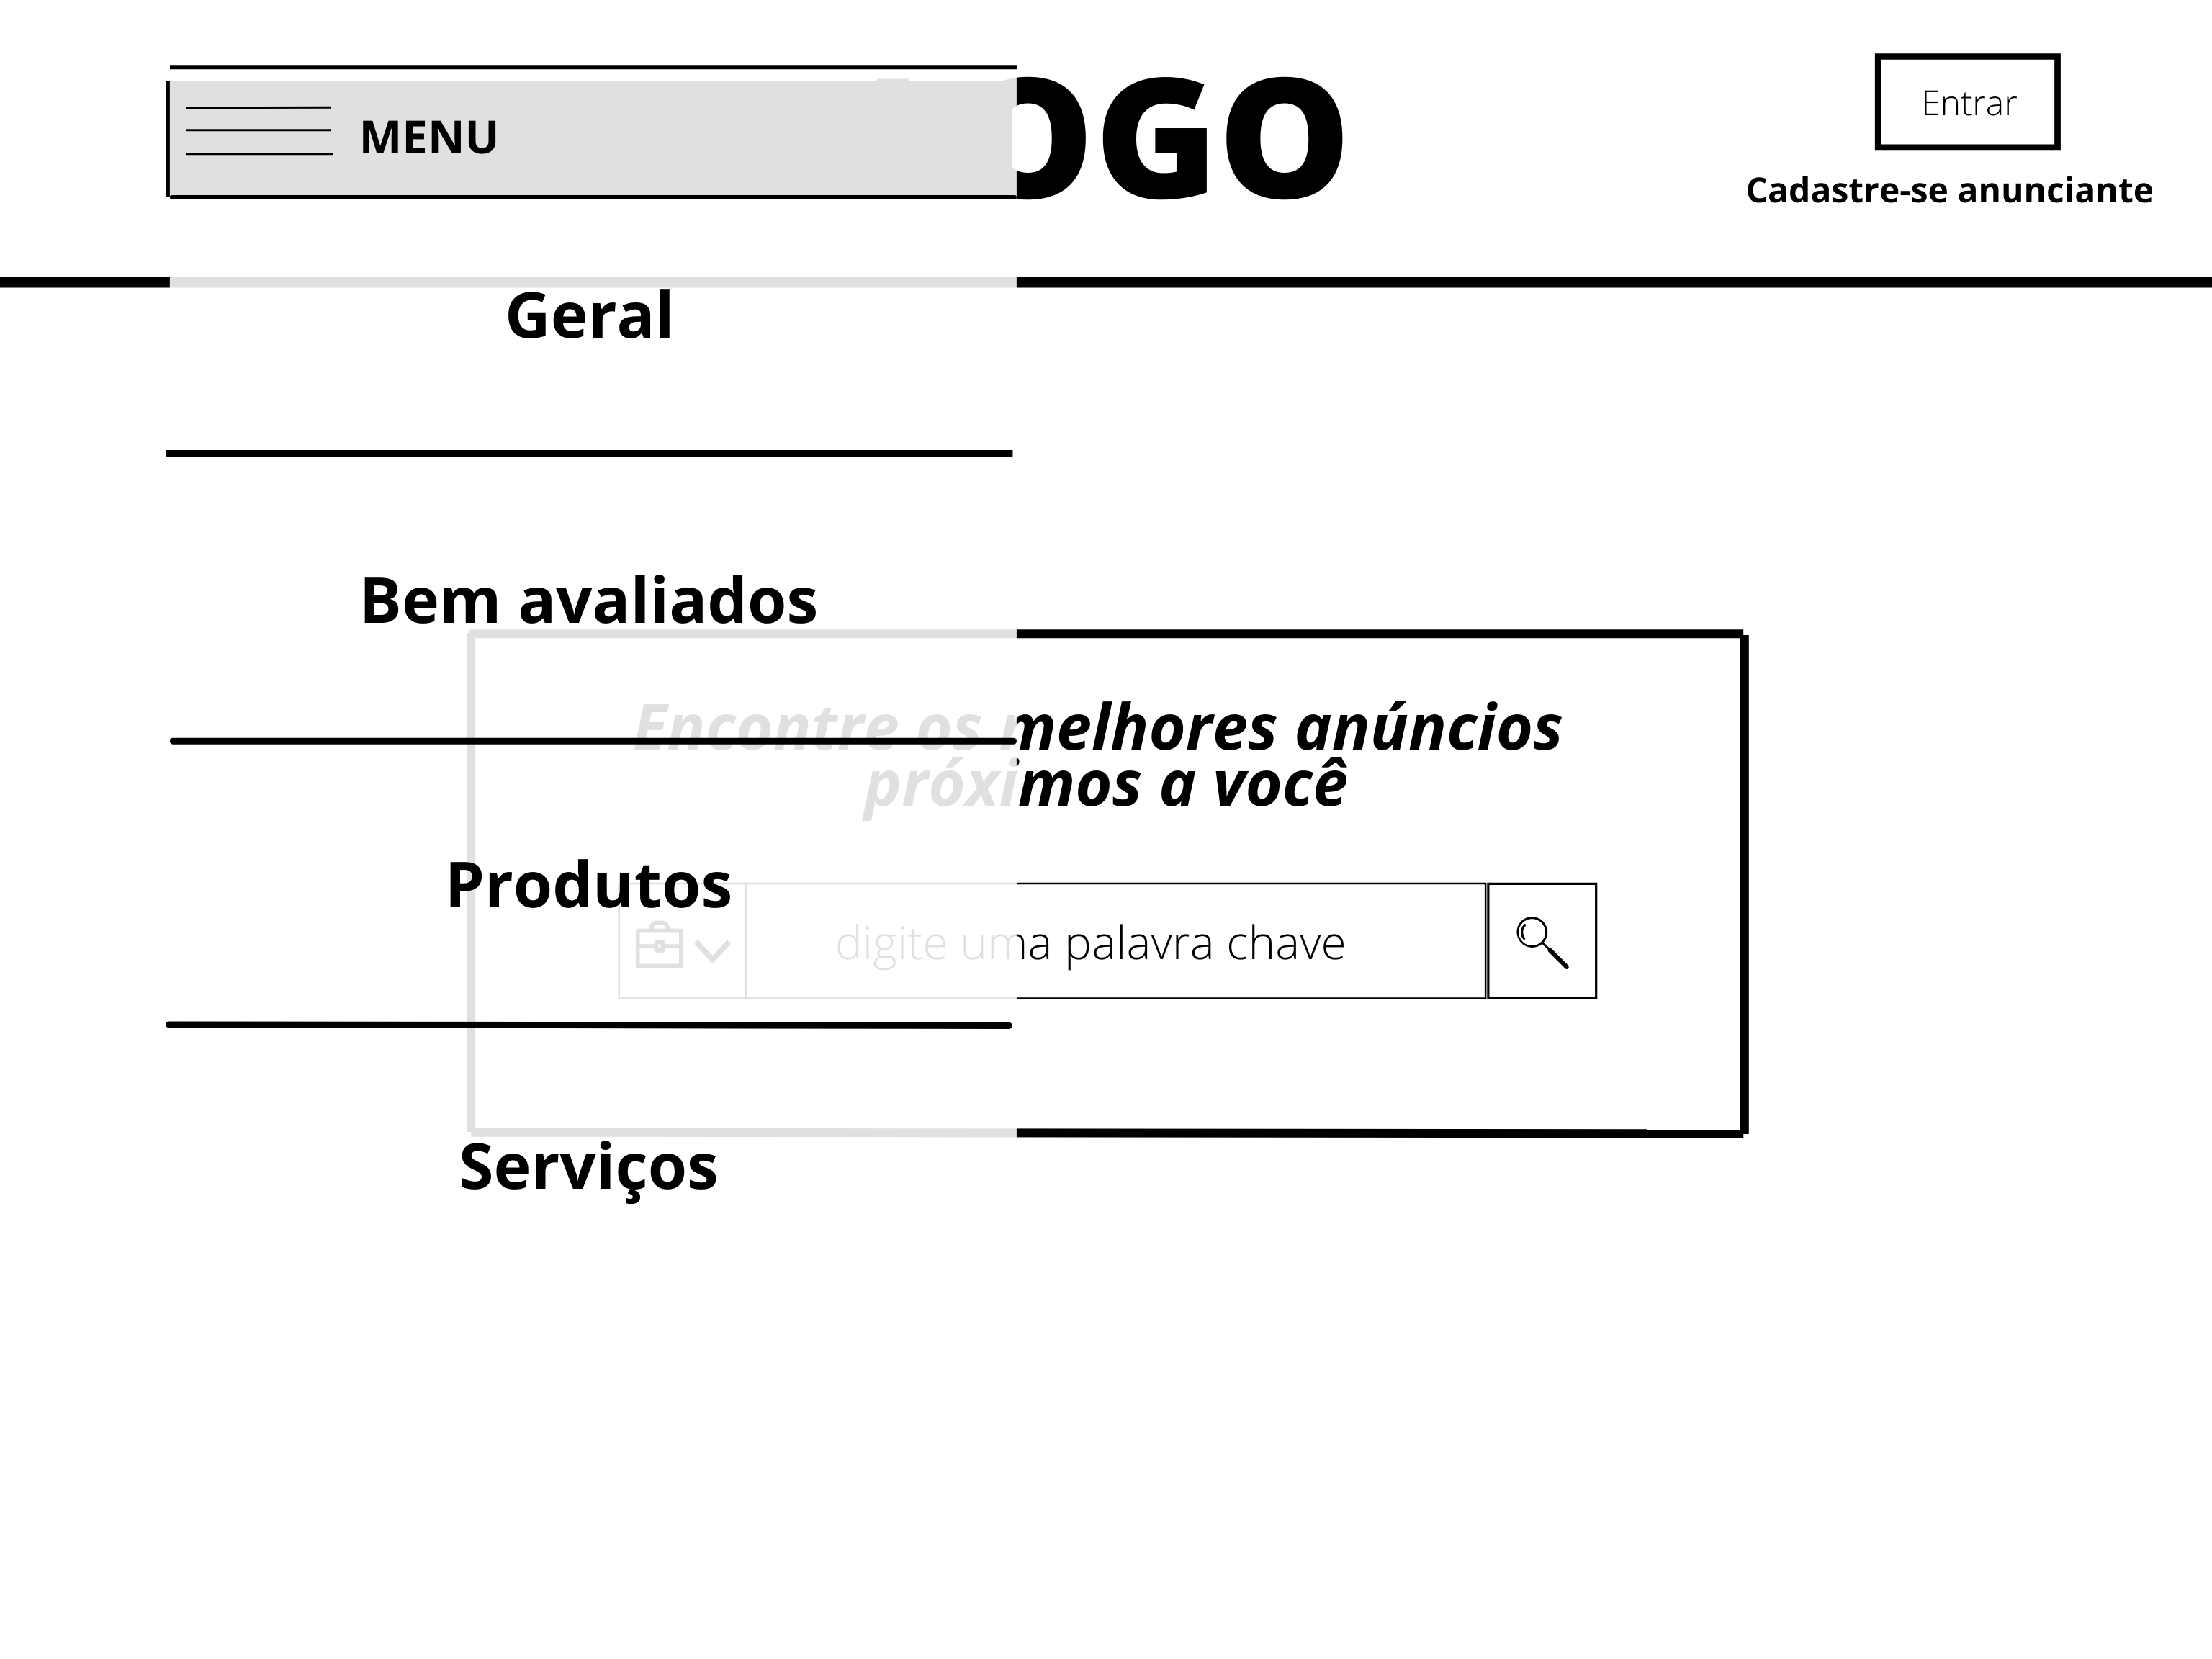 MENU
OGO
Entrar
Cadastre-se anunciante
Geral
Bem avaliados
Encontre os melhores anúncios
próximos a você
Produtos
digite uma palavra chave
Serviços